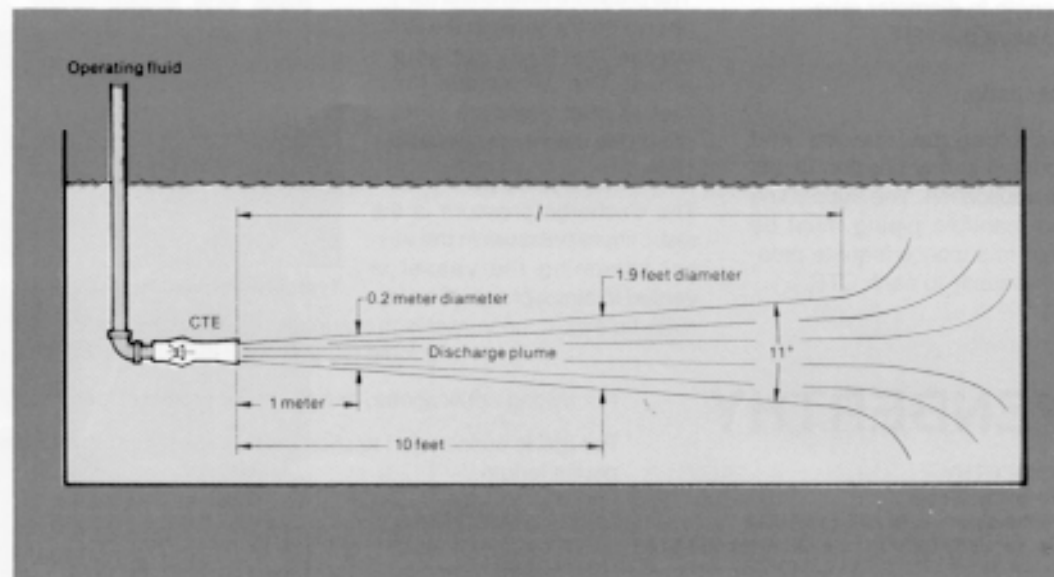 Operating fluid
l
1.9 feet diameter
0.2 meter diameter
CTE
Discharge plume
11°
1 meter
10 feet